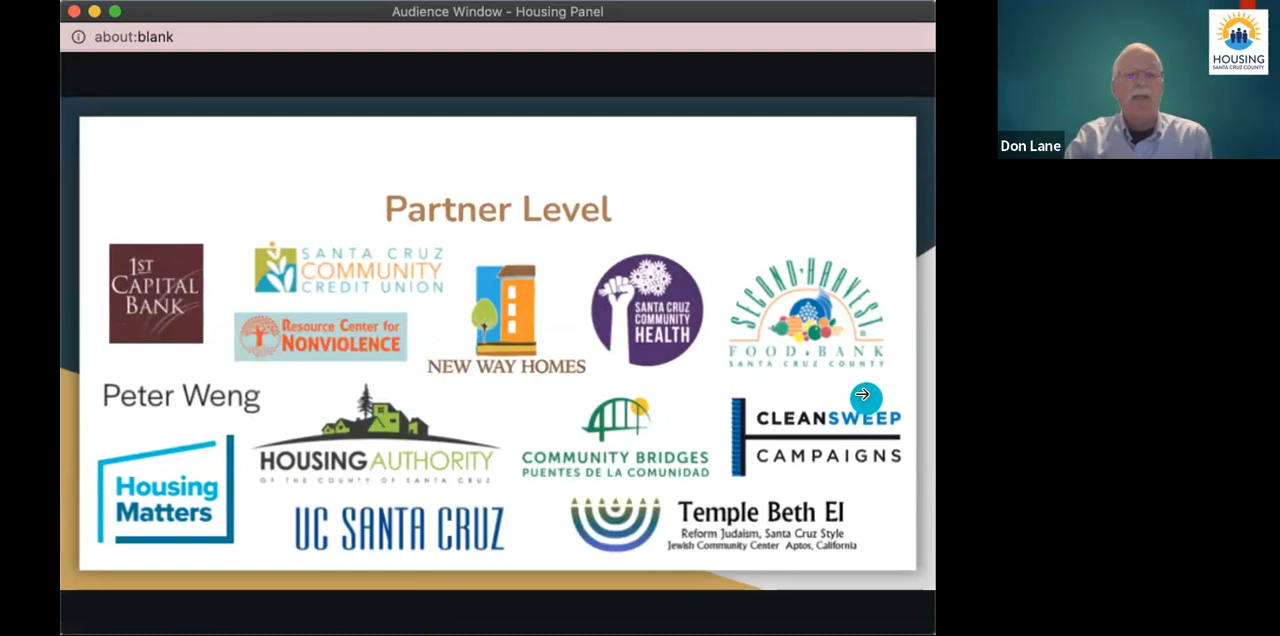 Audience Window - Housing Panel
about:blank
HOUSING
SANTA CRUZ COUNTY
Don Lane
Partner Level
1ST
CAPITAL
BANK
SANTA CRUZ
COMMUNITY
CREDIT UNION
Resource Center for
NONVIOLENCE
NEW WAY HOMES
SANTA CRUZ
COMMUNITY
HEALTH
SECOND HARVEST
FOOD BANK
SANTA CRUZ COUNTY
Peter Weng
HOUSING AUTHORITY
OF THE COUNTY OF SANTA CRUZ
COMMUNITY BRIDGES
PUENTES DE LA COMUNIDAD
CLEANSWEEP
CAMPAIGNS
Housing
Matters
UC SANTA CRUZ
Temple Beth El
Reform Judaism, Santa Cruz Style
Jewish Community Center Aptos, California